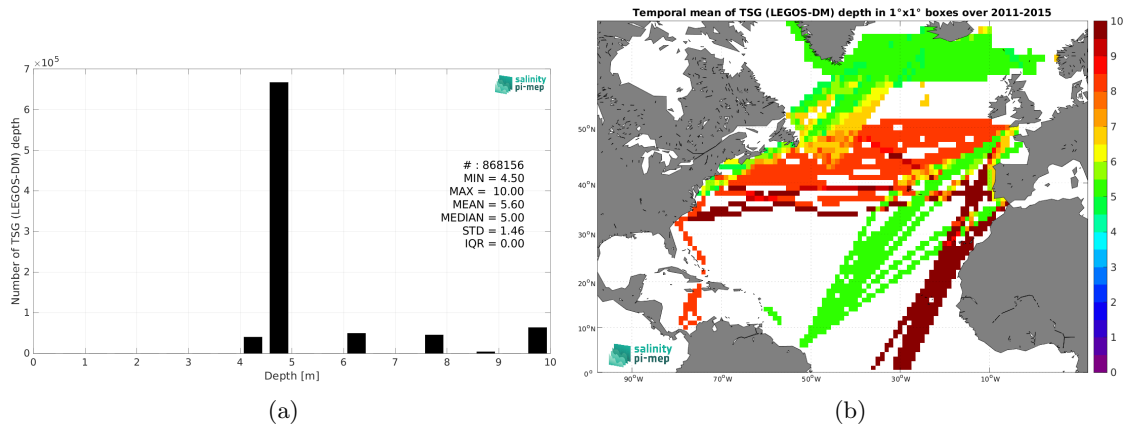 Temporal mean of TSG (LEGOS-DM) depth in 1°x1° boxes over 2011-2015
×10⁵
7
6
5
4
3
2
1
0
Number of TSG (LEGOS-DM) depth
salinity
pi-mep
# : 868156
MIN = 4.50
MAX = 10.00
MEAN = 5.60
MEDIAN = 5.00
STD = 1.46
IQR = 0.00
0 1 2 3 4 5 6 7 8 9 10
Depth [m]
(a)
50°N
40°N
30°N
20°N
10°N
0°
90°W 70°W 50°W 30°W 10°W
salinity
pi-mep
10
9
8
7
6
5
4
3
2
1
0
(b)